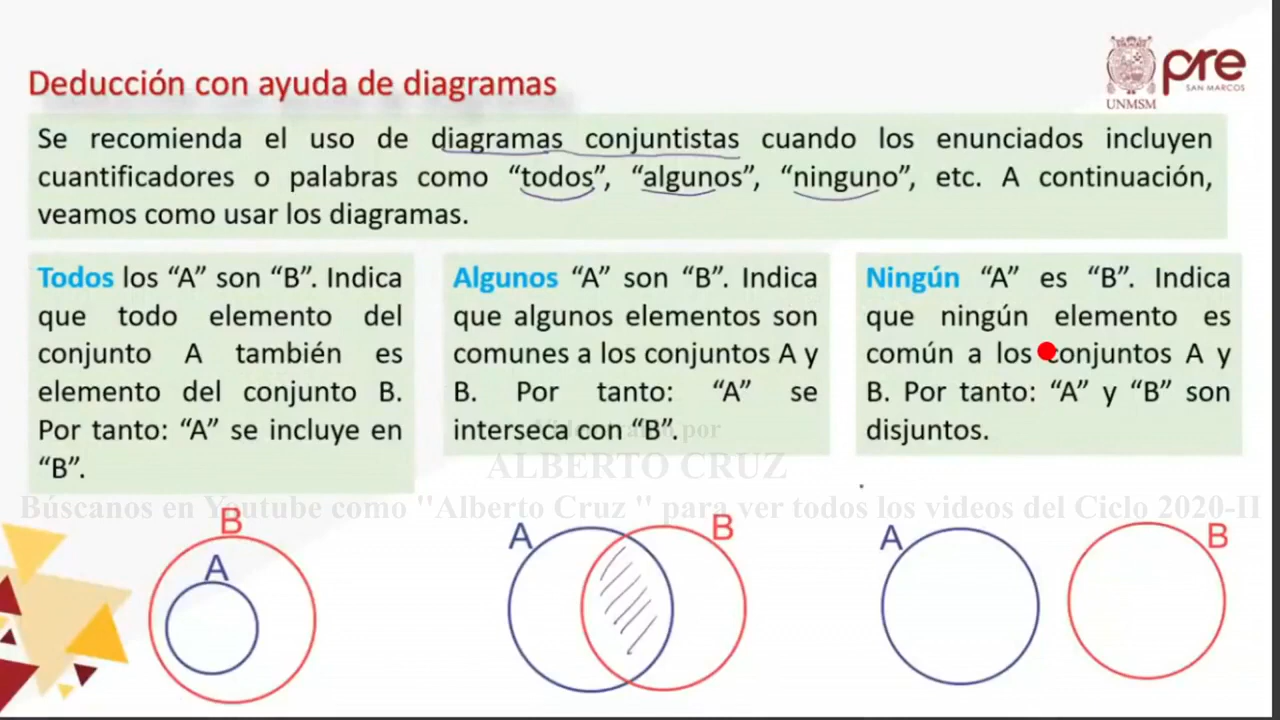 Deducción con ayuda de diagramas
pre
SAN MARCOS
UNMSM
Se recomienda el uso de diagramas conjuntistas cuando los enunciados incluyen
cuantificadores o palabras como “todos”, “algunos”, “ninguno”, etc. A continuación,
veamos como usar los diagramas.
Todos los “A” son “B”. Indica
que todo elemento del
conjunto A también es
elemento del conjunto B.
Por tanto: “A” se incluye en
“B”.
Algunos “A” son “B”. Indica
que algunos elementos son
comunes a los conjuntos A y
B. Por tanto: “A” se
interseca con “B”.
Ningún “A” es “B”. Indica
que ningún elemento es
común a los conjuntos A y
B. Por tanto: “A” y “B” son
disjuntos.
por
ALBERTO CRUZ
Búscanos en Youtube como "Alberto Cruz " para ver todos los videos del Ciclo 2020-II
B
A
A
B
A
B